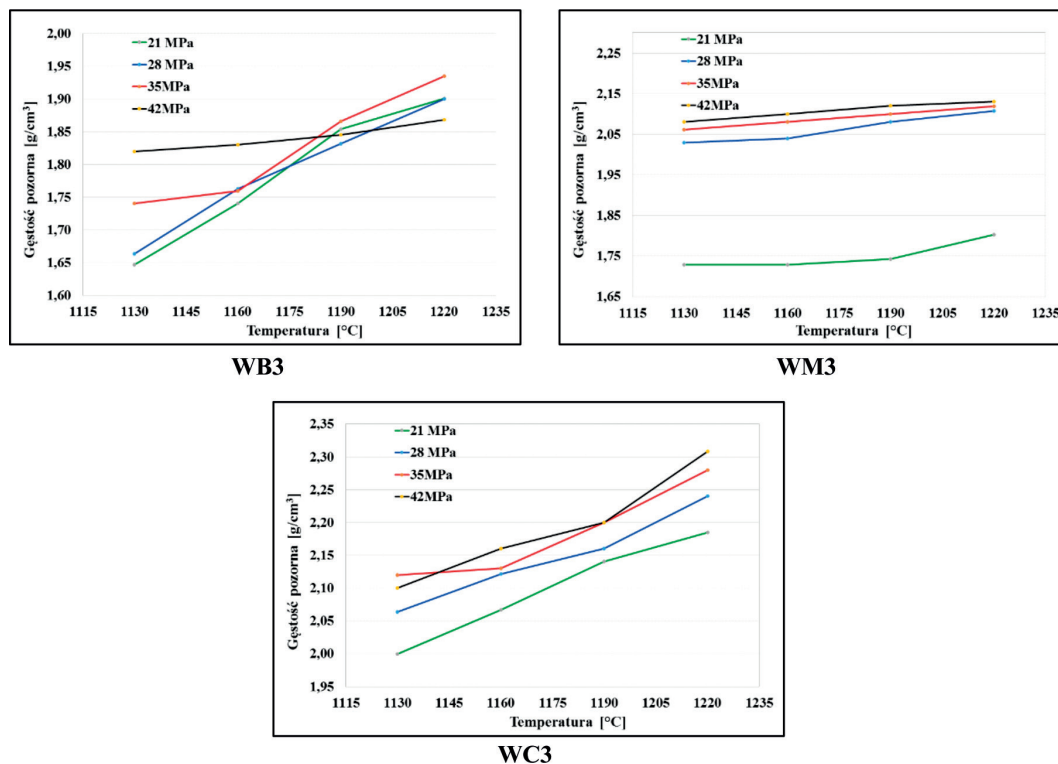 2,00
1,95
1,90
1,85
1,80
1,75
1,70
1,65
1,60
Gęstość pozorna [g/cm³]
21 MPa
28 MPa
35MPa
42MPa
1115 1130 1145 1160 1175 1190 1205 1220 1235
Temperatura [°C]
WB3
2,25
2,15
2,05
1,95
1,85
1,75
1,65
Gęstość pozorna [g/cm³]
21 MPa
28 MPa
35MPa
42MPa
1115 1130 1145 1160 1175 1190 1205 1220 1235
Temperatura [°C]
WM3
2,35
2,30
2,25
2,20
2,15
2,10
2,05
2,00
1,95
Gęstość pozorna [g/cm³]
21 MPa
28 MPa
35MPa
42MPa
1115 1130 1145 1160 1175 1190 1205 1220 1235
Temperatura [°C]
WC3